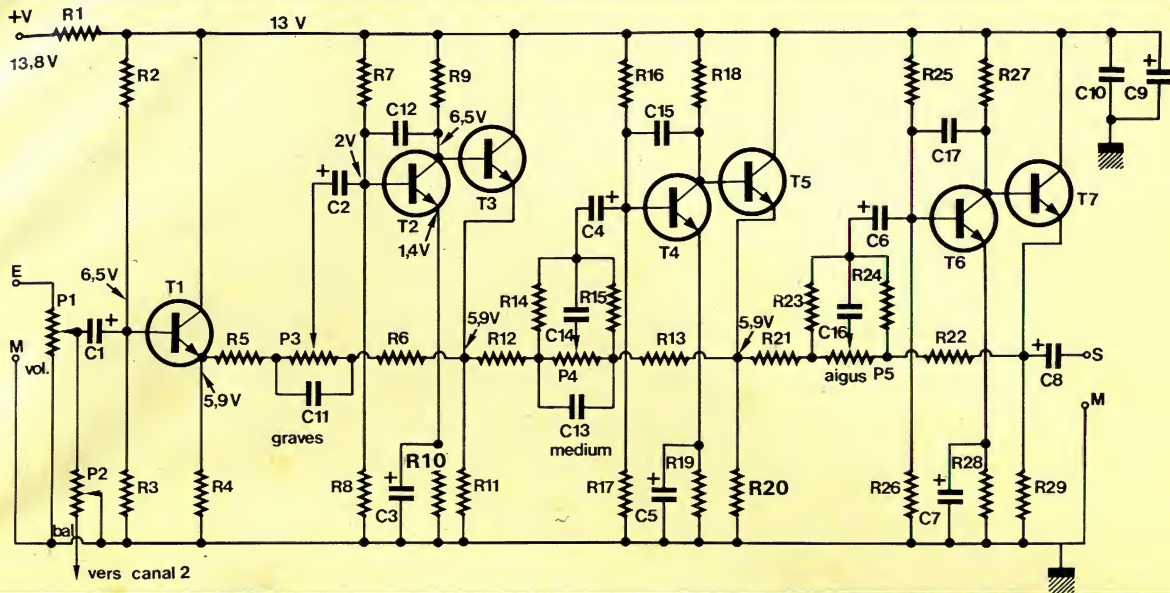 +V R1 13 V
13,8V
R2 R7 R9 R16 R18 R25 R27 C10 C9
C12 6,5V C15 C17
2V
C2 T3 T5 T7
T2 C4 T4 C6 T6
1,4V
E 6,5V T1
P1 R14 R15 R23 R24
C1 R5 P3 R6 5,9V R12 C14 R13 5,9V R21 C16 R22
M vol. P4 aigus P5 C8 S
5,9V C11 C13 M
graves medium
P2 R3 R4 R8 R10 R11 R17 R19 R20 R26 R28 R29
C3 C5 C7
bal
vers canal 2
+ + + + + + + + +